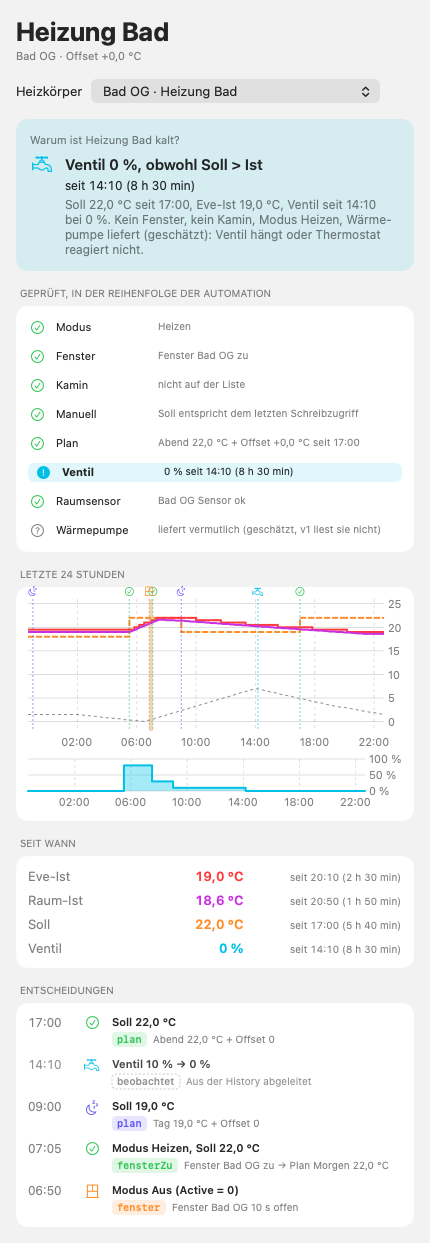 Heizung Bad
Bad OG · Offset +0,0 °C
Heizkörper Bad OG · Heizung Bad
Warum ist Heizung Bad kalt?
Ventil 0 %, obwohl Soll > Ist
seit 14:10 (8 h 30 min)
Soll 22,0 °C seit 17:00, Eve-Ist 19,0 °C, Ventil seit 14:10
bei 0 %. Kein Fenster, kein Kamin, Modus Heizen, Wärme-
pumpe liefert (geschätzt): Ventil hängt oder Thermostat
reagiert nicht.
GEPRÜFT, IN DER REIHENFOLGE DER AUTOMATION
Modus Heizen
Fenster Fenster Bad OG zu
Kamin nicht auf der Liste
Manuell Soll entspricht dem letzten Schreibzugriff
Plan Abend 22,0 °C + Offset +0,0 °C seit 17:00
Ventil 0 % seit 14:10 (8 h 30 min)
Raumsensor Bad OG Sensor ok
Wärmepumpe liefert vermutlich (geschätzt, v1 liest sie nicht)
LETZTE 24 STUNDEN
25
20
15
10
5
0
02:00 06:00 10:00 14:00 18:00 22:00
100 %
50 %
0 %
02:00 06:00 10:00 14:00 18:00 22:00
SEIT WANN
Eve-Ist 19,0 °C seit 20:10 (2 h 30 min)
Raum-Ist 18,6 °C seit 20:50 (1 h 50 min)
Soll 22,0 °C seit 17:00 (5 h 40 min)
Ventil 0 % seit 14:10 (8 h 30 min)
ENTSCHEIDUNGEN
17:00 Soll 22,0 °C
plan Abend 22,0 °C + Offset 0
14:10 Ventil 10 % → 0 %
beobachtet Aus der History abgeleitet
09:00 Soll 19,0 °C
plan Tag 19,0 °C + Offset 0
07:05 Modus Heizen, Soll 22,0 °C
fensterZu Fenster Bad OG zu → Plan Morgen 22,0 °C
06:50 Modus Aus (Active = 0)
fenster Fenster Bad OG 10 s offen